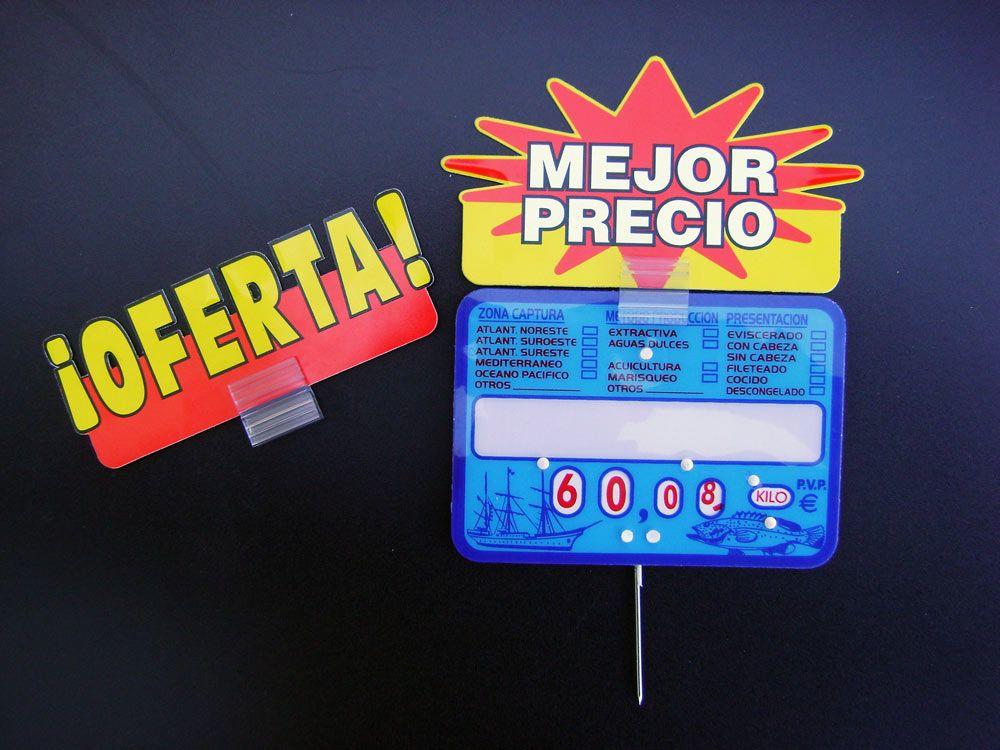 ¡OFERTA!
MEJOR
PRECIO
ZONA CAPTURA
ATLANT. NORESTE
ATLANT. SUROESTE
ATLANT. SURESTE
MEDITERRANEO
OCEANO PACIFICO
OTROS
EXTRACTIVA
AGUAS DULCES
ACUICULTURA
MARISQUEO
OTROS
PRESENTACION
EVISCERADO
CON CABEZA
SIN CABEZA
FILETEADO
COCIDO
DESCONGELADO
60,08
KILO
P.V.P.
€